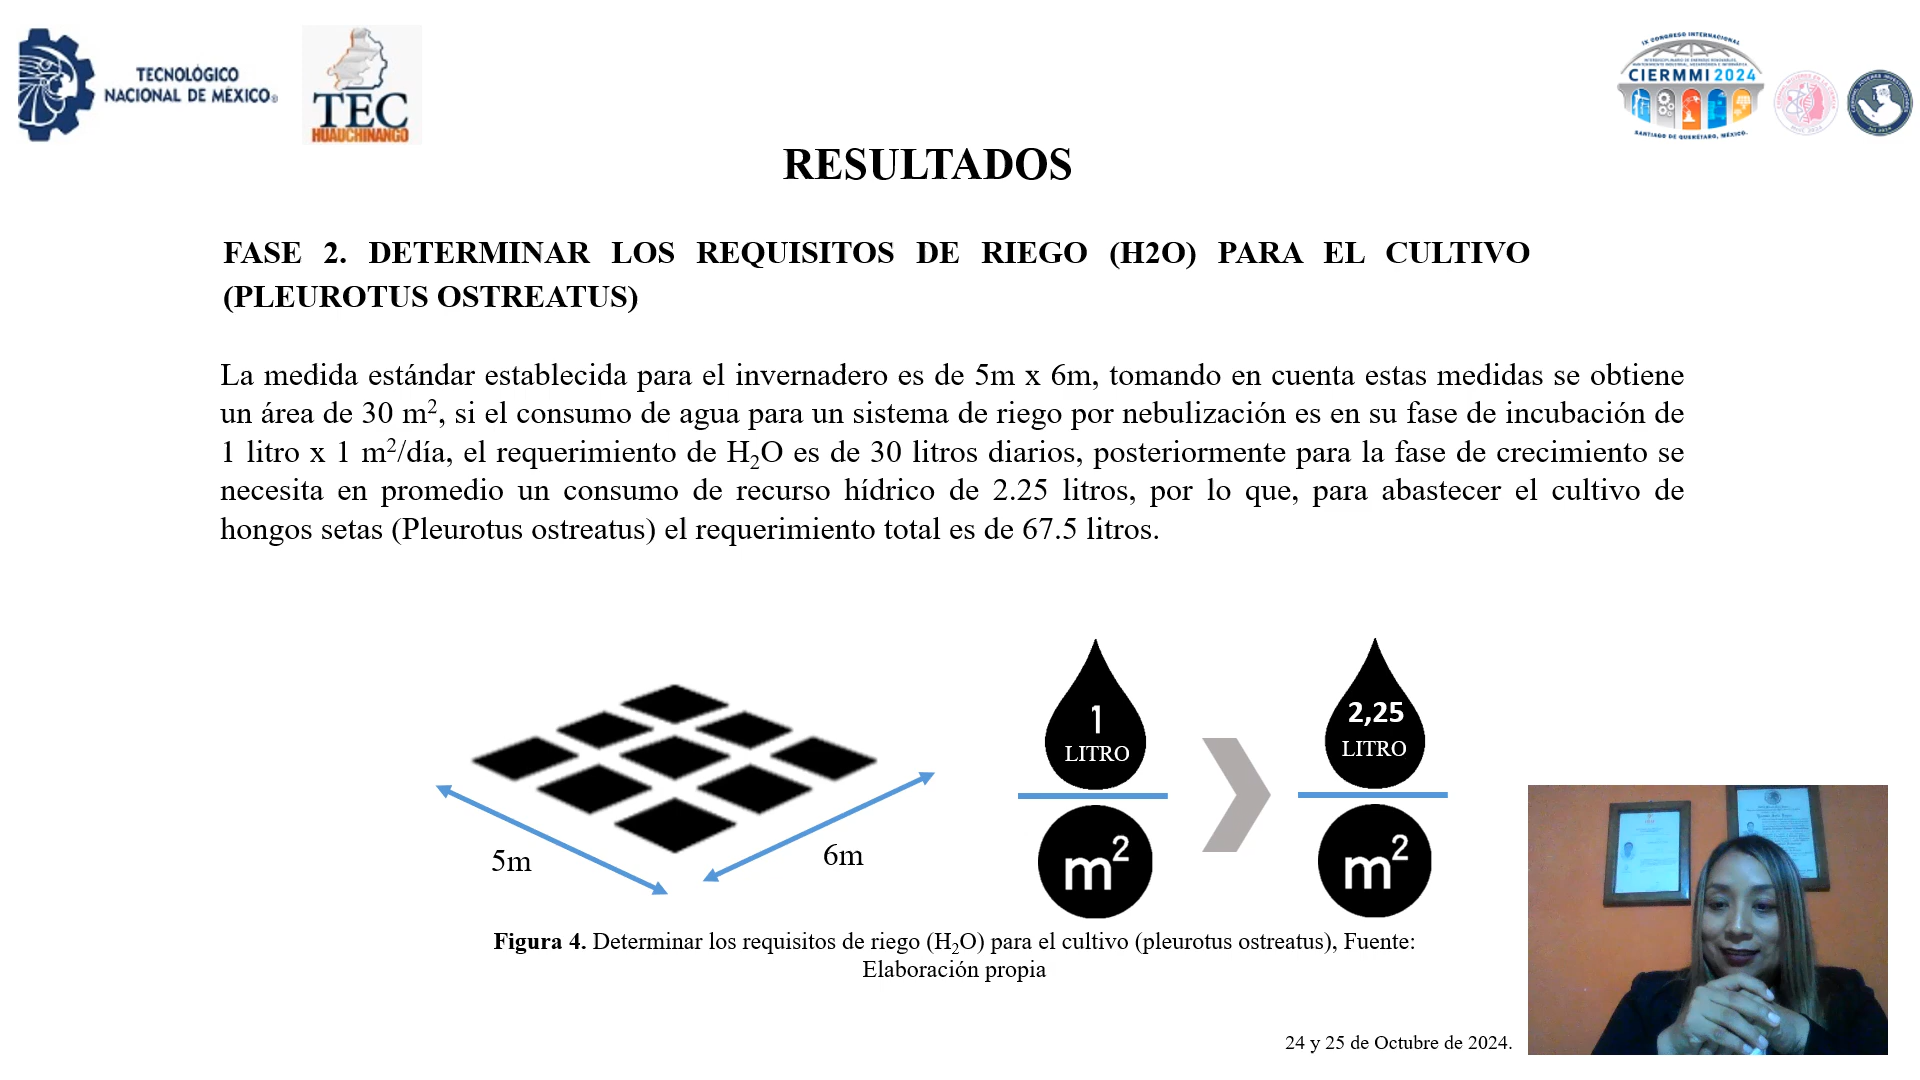 TECNOLÓGICO
NACIONAL DE MÉXICO®
TEC
HUAUCHINANGO
IX CONGRESO INTERNACIONAL
CIERMMI 2024
SANTIAGO DE QUERÉTARO, MÉXICO.
RESULTADOS
FASE 2. DETERMINAR LOS REQUISITOS DE RIEGO (H2O) PARA EL CULTIVO
(PLEUROTUS OSTREATUS)
La medida estándar establecida para el invernadero es de 5m x 6m, tomando en cuenta estas medidas se obtiene
un área de 30 m², si el consumo de agua para un sistema de riego por nebulización es en su fase de incubación de
1 litro x 1 m²/día, el requerimiento de H₂O es de 30 litros diarios, posteriormente para la fase de crecimiento se
necesita en promedio un consumo de recurso hídrico de 2.25 litros, por lo que, para abastecer el cultivo de
hongos setas (Pleurotus ostreatus) el requerimiento total es de 67.5 litros.
5m
6m
1
LITRO
m²
2,25
LITRO
m²
Figura 4. Determinar los requisitos de riego (H₂O) para el cultivo (pleurotus ostreatus), Fuente:
Elaboración propia
24 y 25 de Octubre de 2024.